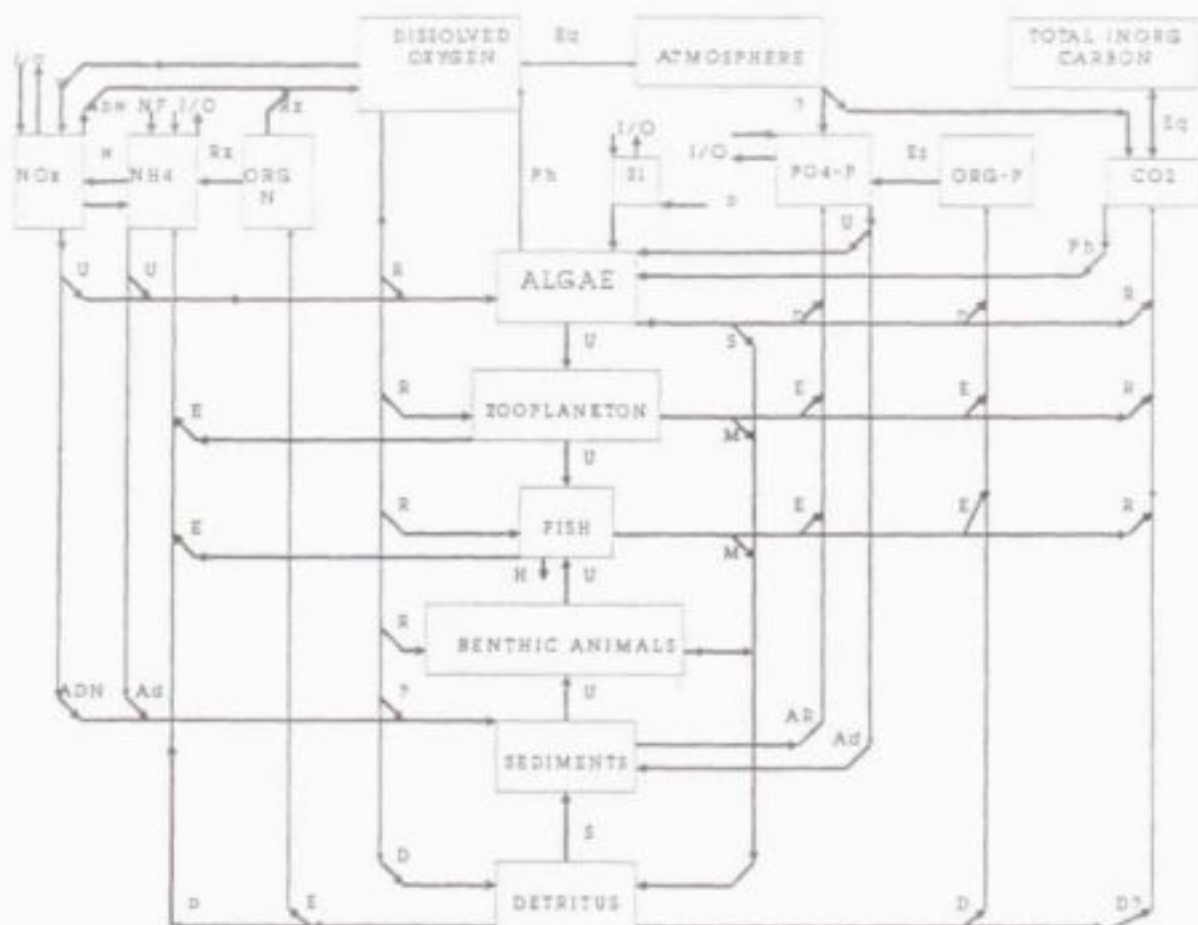 DISSOLVED
OXYGEN
Eq
ATMOSPHERE
TOTAL INORG
CARBON
I/O
NF I/O
Rz
?
Eq
NOx
N
NH4
Rz
ORG
N
Ph
I/O
Si
D
I/O
PO4-P
Ez
ORG-P
CO2
U
U
R
ALGAE
U
Ph
U
S
?
?
R
R
ZOOPLANKTON
E
E
E
R
U
M
R
FISH
E
E
E
R
H
U
M
R
BENTHIC ANIMALS
U
ADN
Ad
?
SEDIMENTS
AR
Ad
S
D
DETRITUS
D
E
D
D?